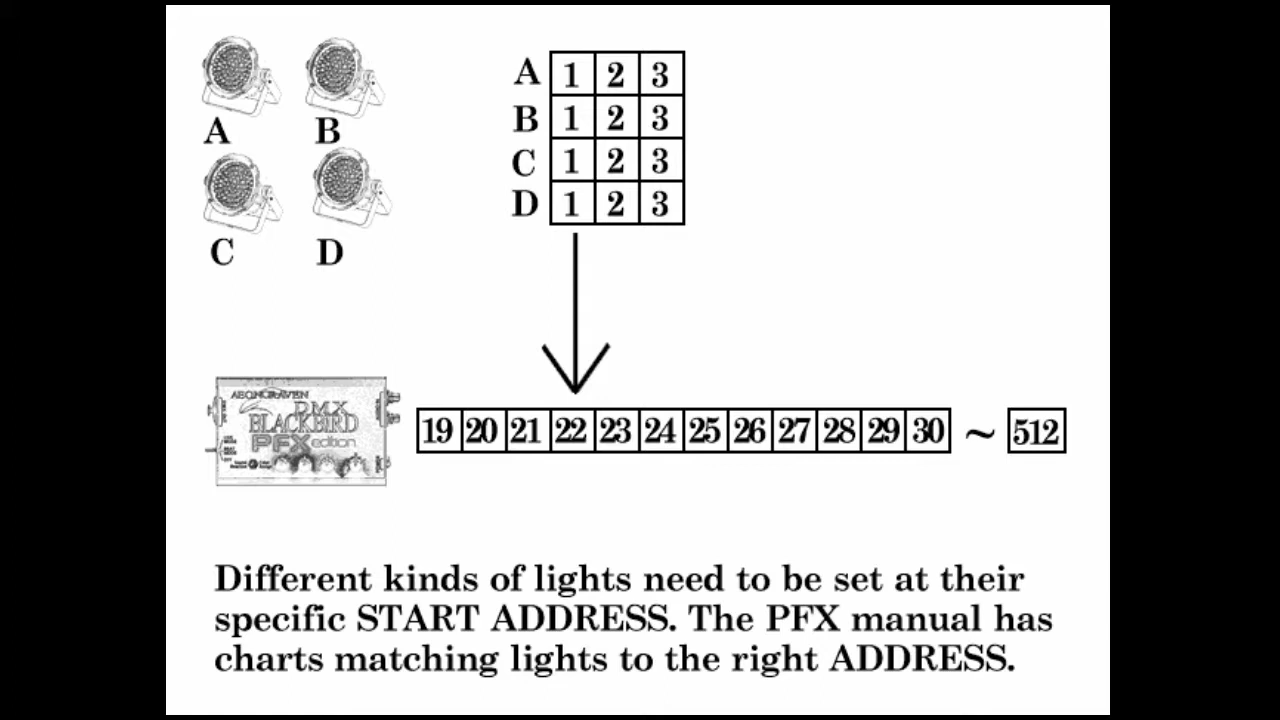 A 1 2 3
B 1 2 3
C 1 2 3
D 1 2 3
A B
C D
AEON RAVEN
DMX
BLACKBIRD
PFX edition
19 20 21 22 23 24 25 26 27 28 29 30 ~ 512
Different kinds of lights need to be set at their
specific START ADDRESS. The PFX manual has
charts matching lights to the right ADDRESS.